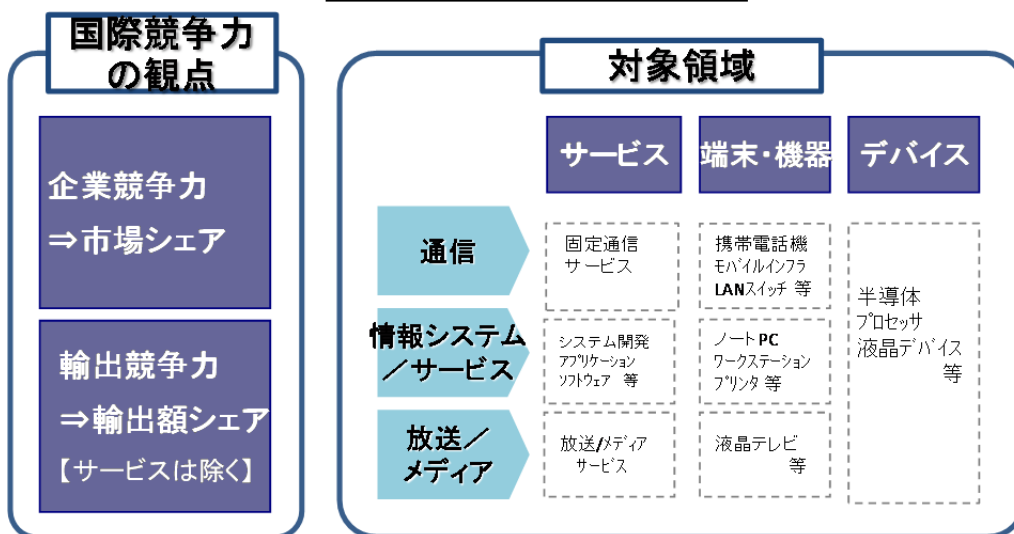 国際競争力
の観点
企業競争力
⇒市場シェア
輸出競争力
⇒輸出額シェア
【サービスは除く】
対象領域
サービス
端末・機器
デバイス
通信
固定通信
サービス
携帯電話機
モバイルインフラ
LANスイッチ 等
半導体
プロセッサ
液晶デバイス
等
情報システム
／サービス
システム開発
アプリケーション
ソフトウェア 等
ノートPC
ワークステーション
プリンタ 等
放送／
メディア
放送/メディア
サービス
液晶テレビ
等